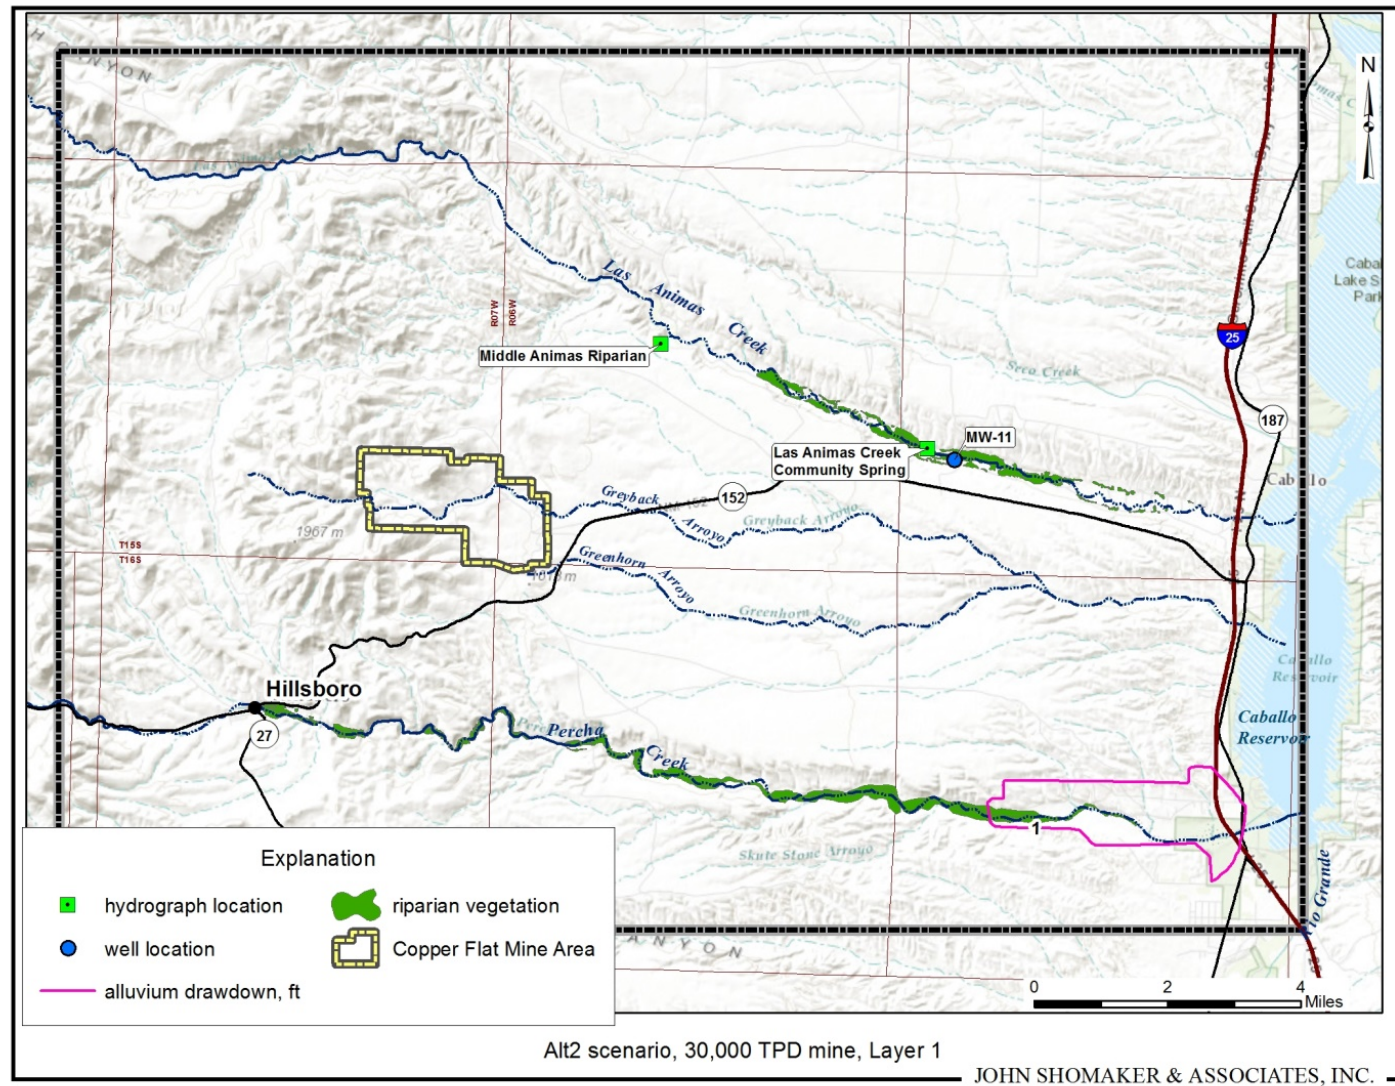 N
Las Animas Creek
R07W
R06W
Middle Animas Riparian
25
Seco Creek
187
MW-11
Las Animas Creek
Community Spring
Caballo
152
Greyback Arroyo
Greyback Arroyo
1967 m
T15S
T16S
Greenhorn Arroyo
Greenhorn Arroyo
Caballo
Reservoir
Hillsboro
27
Percha Creek
Caballo
Reservoir
1
Skute Stone Arroyo
Rio Grande
ANYON
Explanation
hydrograph location
riparian vegetation
well location
Copper Flat Mine Area
alluvium drawdown, ft
0 2 4
Miles
Alt2 scenario, 30,000 TPD mine, Layer 1
JOHN SHOMAKER & ASSOCIATES, INC.